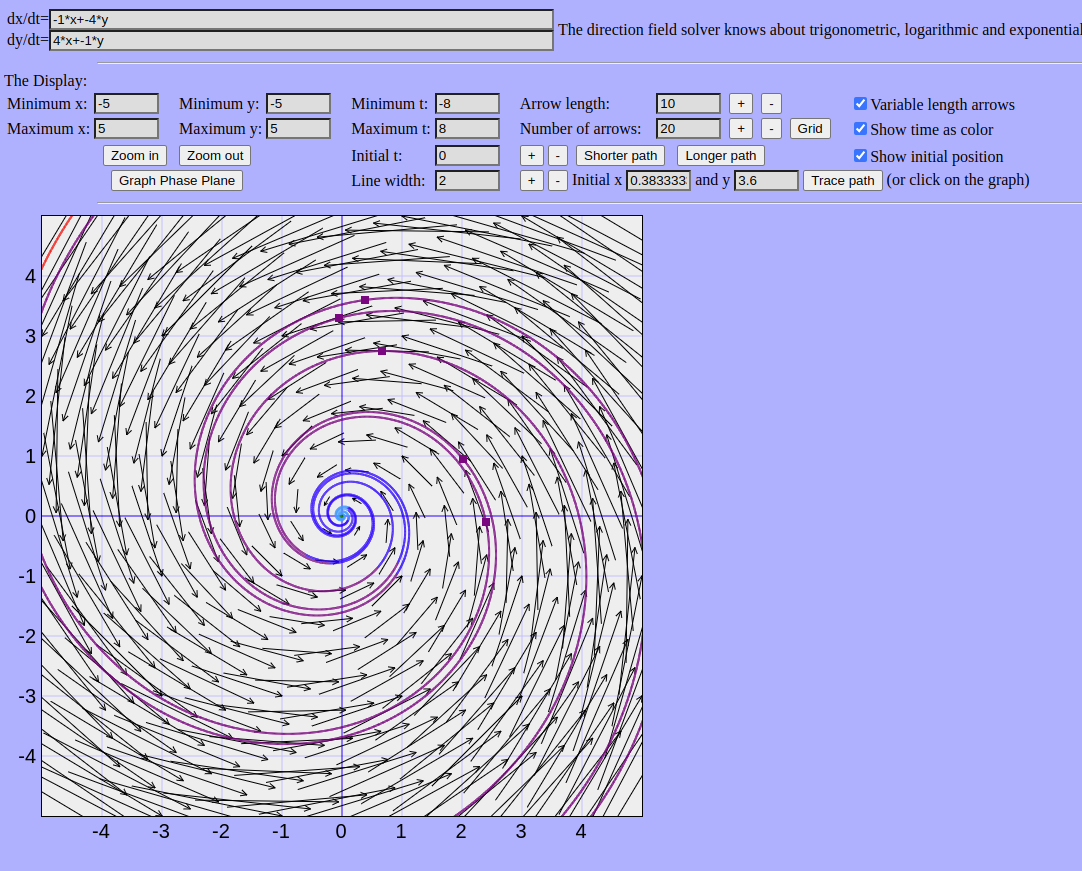 dx/dt= -1*x+-4*y
dy/dt= 4*x+-1*y
The direction field solver knows about trigonometric, logarithmic and exponential
The Display:
Minimum x: -5 Minimum y: -5 Minimum t: -8 Arrow length: 10 + - Variable length arrows
Maximum x: 5 Maximum y: 5 Maximum t: 8 Number of arrows: 20 + - Grid Show time as color
Zoom in Zoom out Initial t: 0 + - Shorter path Longer path Show initial position
Graph Phase Plane Line width: 2 + - Initial x 0.383333 and y 3.6 Trace path (or click on the graph)
4
3
2
1
0
-1
-2
-3
-4
-4 -3 -2 -1 0 1 2 3 4